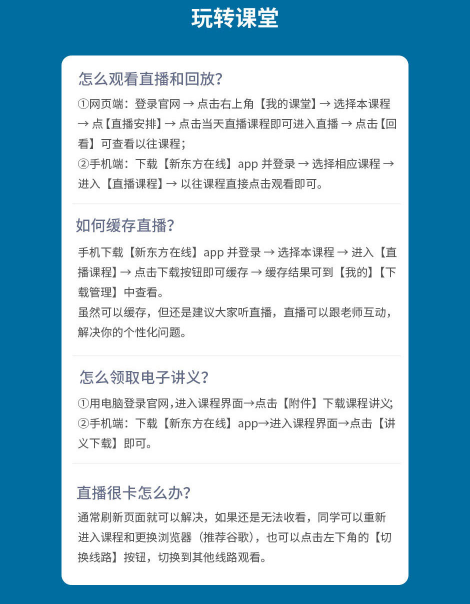 玩转课堂
怎么观看直播和回放？
①网页端：登录官网 → 点击右上角【我的课堂】→ 选择本课程
→ 点【直播安排】→ 点击当天直播课程即可进入直播 → 点击【回
看】可查看以往课程；
②手机端：下载【新东方在线】app 并登录 → 选择相应课程 →
进入【直播课程】→ 以往课程直接点击观看即可。
如何缓存直播？
手机下载【新东方在线】app 并登录 → 选择本课程 → 进入【直
播课程】→ 点击下载按钮即可缓存 → 缓存结果可到【我的】【下
载管理】中查看。
虽然可以缓存，但还是建议大家听直播，直播可以跟老师互动，
解决你的个性化问题。
怎么领取电子讲义？
①用电脑登录官网，进入课程界面→点击【附件】下载课程讲义；
②手机端：下载【新东方在线】app→进入课程界面→点击【讲
义下载】即可。
直播很卡怎么办？
通常刷新页面就可以解决，如果还是无法收看，同学可以重新
进入课程和更换浏览器（推荐谷歌），也可以点击左下角的【切
换线路】按钮，切换到其他线路观看。